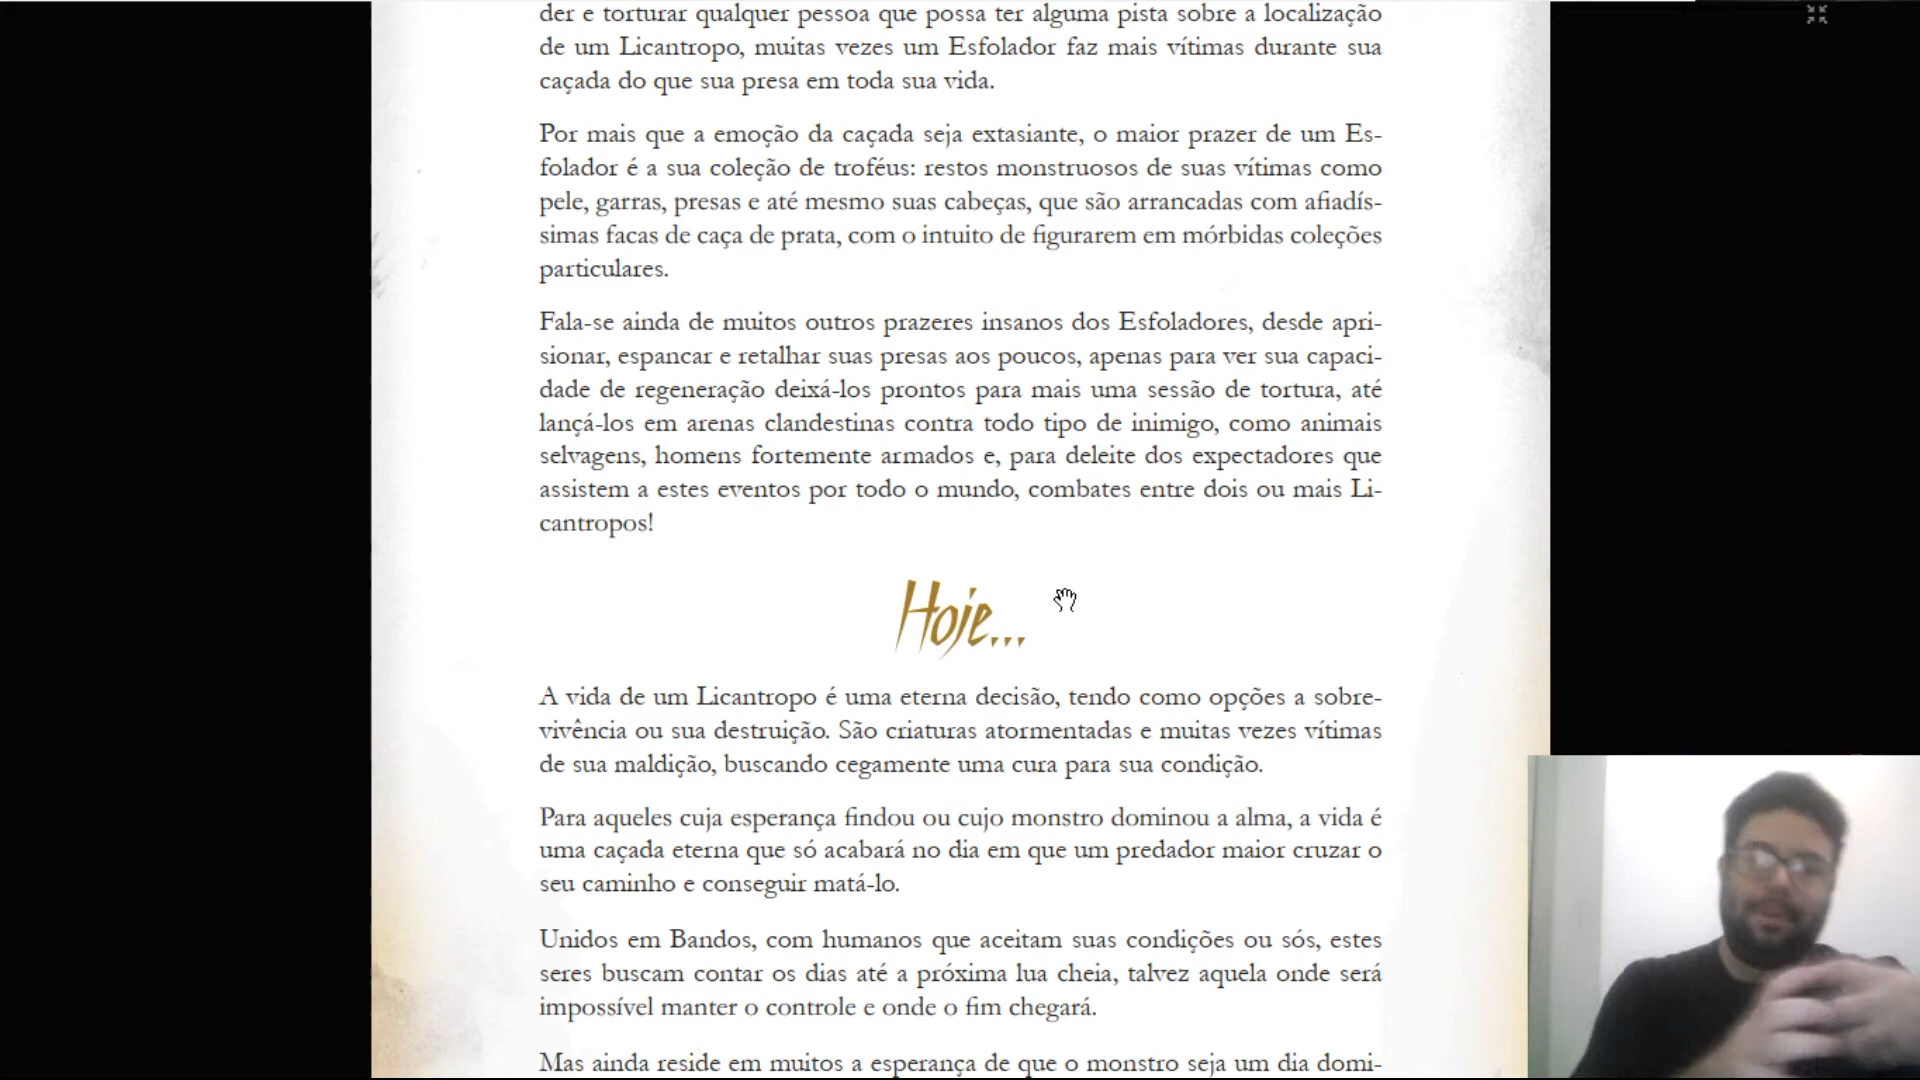 der e torturar qualquer pessoa que possa ter alguma pista sobre a localização
de um Licantropo, muitas vezes um Esfolador faz mais vítimas durante sua
caçada do que sua presa em toda sua vida.
Por mais que a emoção da caçada seja extasiante, o maior prazer de um Es-
folador é a sua coleção de troféus: restos monstruosos de suas vítimas como
pele, garras, presas e até mesmo suas cabeças, que são arrancadas com afiadís-
simas facas de caça de prata, com o intuito de figurarem em mórbidas coleções
particulares.
Fala-se ainda de muitos outros prazeres insanos dos Esfoladores, desde apri-
sionar, espancar e retalhar suas presas aos poucos, apenas para ver sua capaci-
dade de regeneração deixá-los prontos para mais uma sessão de tortura, até
lançá-los em arenas clandestinas contra todo tipo de inimigo, como animais
selvagens, homens fortemente armados e, para deleite dos expectadores que
assistem a estes eventos por todo o mundo, combates entre dois ou mais Li-
cantropos!
Hoje...
A vida de um Licantropo é uma eterna decisão, tendo como opções a sobre-
vivência ou sua destruição. São criaturas atormentadas e muitas vezes vítimas
de sua maldição, buscando cegamente uma cura para sua condição.
Para aqueles cuja esperança findou ou cujo monstro dominou a alma, a vida é
uma caçada eterna que só acabará no dia em que um predador maior cruzar o
seu caminho e conseguir matá-lo.
Unidos em Bandos, com humanos que aceitam suas condições ou sós, estes
seres buscam contar os dias até a próxima lua cheia, talvez aquela onde será
impossível manter o controle e onde o fim chegará.
Mas ainda reside em muitos a esperança de que o monstro seja um dia domi-